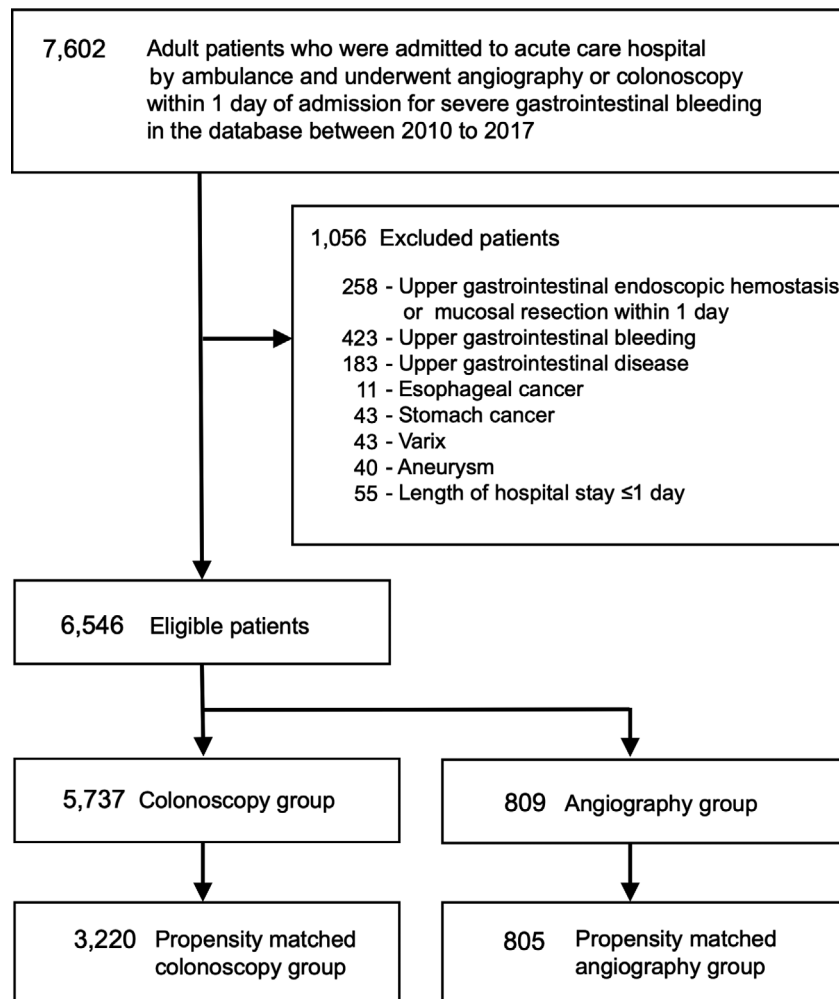 7,602 Adult patients who were admitted to acute care hospital
by ambulance and underwent angiography or colonoscopy
within 1 day of admission for severe gastrointestinal bleeding
in the database between 2010 to 2017
1,056 Excluded patients
258 - Upper gastrointestinal endoscopic hemostasis
or mucosal resection within 1 day
423 - Upper gastrointestinal bleeding
183 - Upper gastrointestinal disease
11 - Esophageal cancer
43 - Stomach cancer
43 - Varix
40 - Aneurysm
55 - Length of hospital stay ≤1 day
6,546 Eligible patients
5,737 Colonoscopy group
809 Angiography group
3,220 Propensity matched
colonoscopy group
805 Propensity matched
angiography group